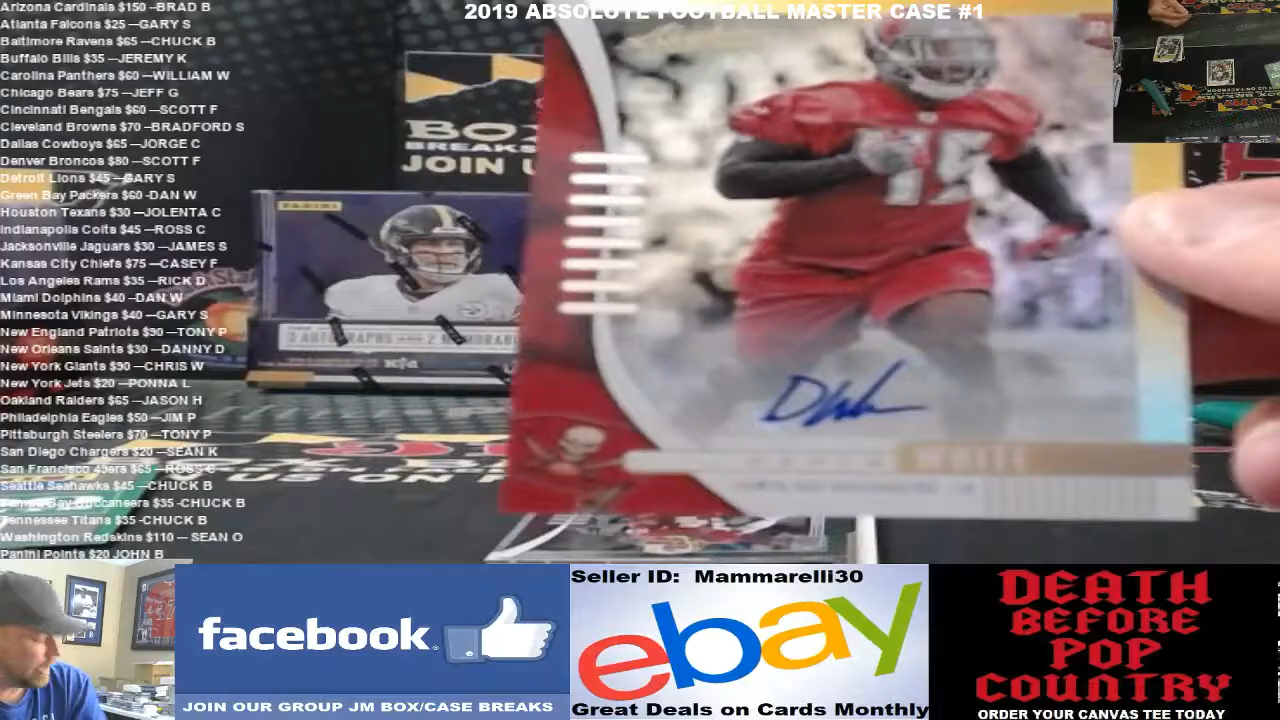 2019 ABSOLUTE FOOTBALL MASTER CASE #1
Arizona Cardinals $150 --BRAD B
Atlanta Falcons $25 --GARY S
Baltimore Ravens $65 --CHUCK B
Buffalo Bills $35 --JEREMY K
Carolina Panthers $60 --WILLIAM W
Chicago Bears $75 --JEFF G
Cincinnati Bengals $60 --SCOTT F
Cleveland Browns $70 --BRADFORD S
Dallas Cowboys $65 --JORGE C
Denver Broncos $80 --SCOTT F
Detroit Lions $45 --GARY S
Green Bay Packers $60 -DAN W
Houston Texans $30 --JOLENTA C
Indianapolis Colts $45 --ROSS C
Jacksonville Jaguars $30 --JAMES S
Kansas City Chiefs $75 --CASEY F
Los Angeles Rams $35 --RICK D
Miami Dolphins $40 --DAN W
Minnesota Vikings $40 --GARY S
New England Patriots $90 --TONY P
New Orleans Saints $30 --DANNY D
New York Giants $90 --CHRIS W
New York Jets $20 --PONNA L
Oakland Raiders $65 --JASON H
Philadelphia Eagles $50 --JIM P
Pittsburgh Steelers $70 --TONY P
San Diego Chargers $20 --SEAN K
San Francisco 49ers $65 --ROSS C
Seattle Seahawks $45 --CHUCK B
Tampa Bay Buccaneers $35 -CHUCK B
Tennessee Titans $35 -CHUCK B
Washington Redskins $110 -- SEAN O
Panini Points $20 JOHN B
BOX
BREAKS
JOIN U
PANINI
WHITE
facebook
JOIN OUR GROUP JM BOX/CASE BREAKS
Seller ID: Mammarelli30
ebay
Great Deals on Cards Monthly
DEATH
BEFORE
POP
COUNTRY
ORDER YOUR CANVAS TEE TODAY